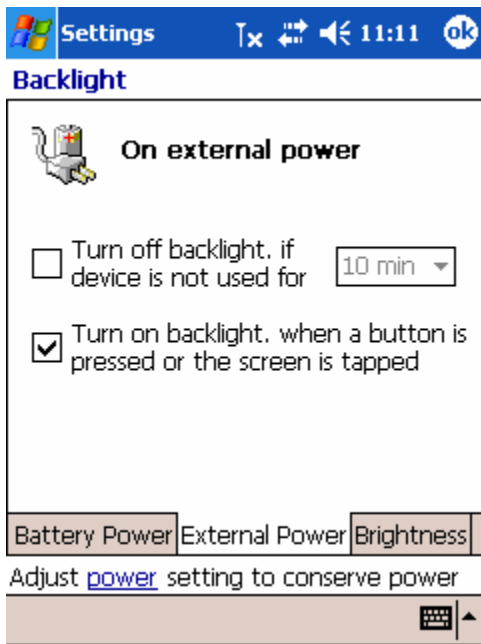 Settings 11:11 ok
Backlight
On external power
Turn off backlight, if
device is not used for 10 min
Turn on backlight, when a button is
pressed or the screen is tapped
Battery Power External Power Brightness
Adjust power setting to conserve power